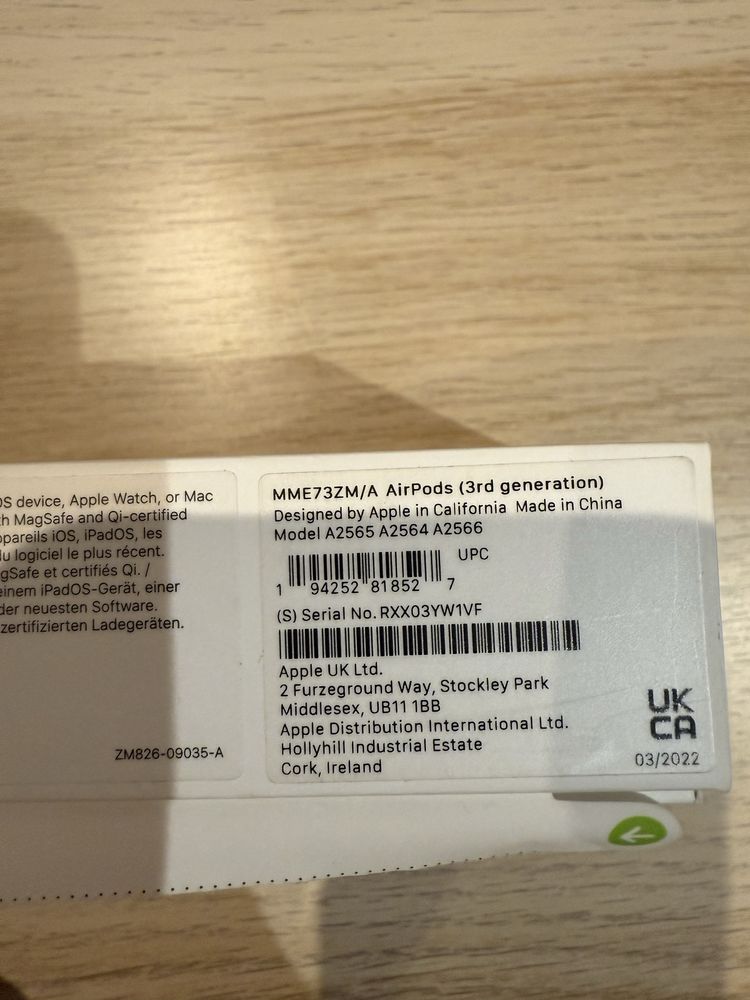 OS device, Apple Watch, or Mac
th MagSafe and Qi-certified
ppareils iOS, iPadOS, les
du logiciel le plus récent.
gSafe et certifiés Qi. /
einem iPadOS-Gerät, einer
der neuesten Software.
zertifizierten Ladegeräten.
ZM826-09035-A
MME73ZM/A AirPods (3rd generation)
Designed by Apple in California Made in China
Model A2565 A2564 A2566
UPC
1 94252 81852 7
(S) Serial No. RXX03YW1VF
Apple UK Ltd.
2 Furzeground Way, Stockley Park
Middlesex, UB11 1BB
Apple Distribution International Ltd.
Hollyhill Industrial Estate
Cork, Ireland
UK
CA
03/2022